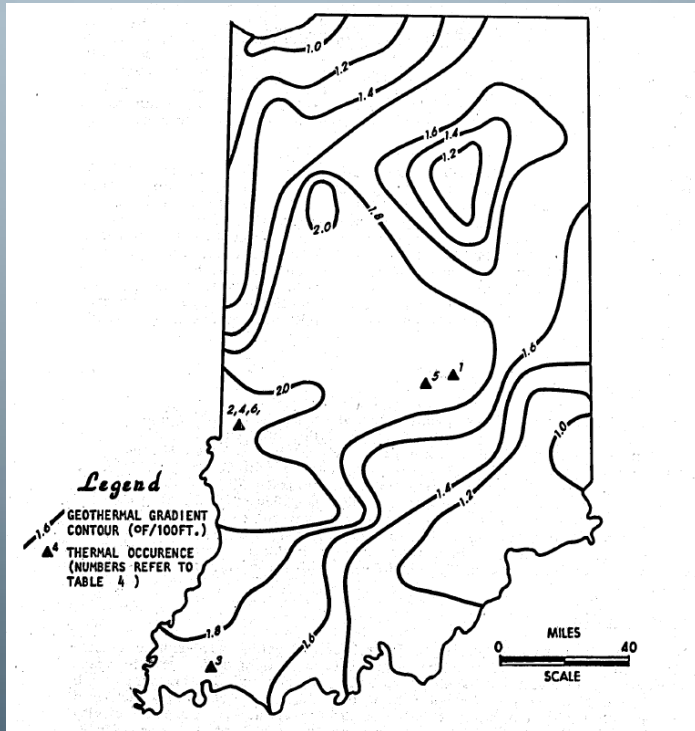 1.0
1.2
1.4
1.6
1.4
1.2
1.8
2.0
1.6
5
1
2.0
2,4,6,
1.0
Legend
1.4
1.2
1.6
GEOTHERMAL GRADIENT
CONTOUR (OF/100FT.)
4
THERMAL OCCURENCE
(NUMBERS REFER TO
TABLE 4 )
1.8
1.6
3
MILES
0
40
SCALE